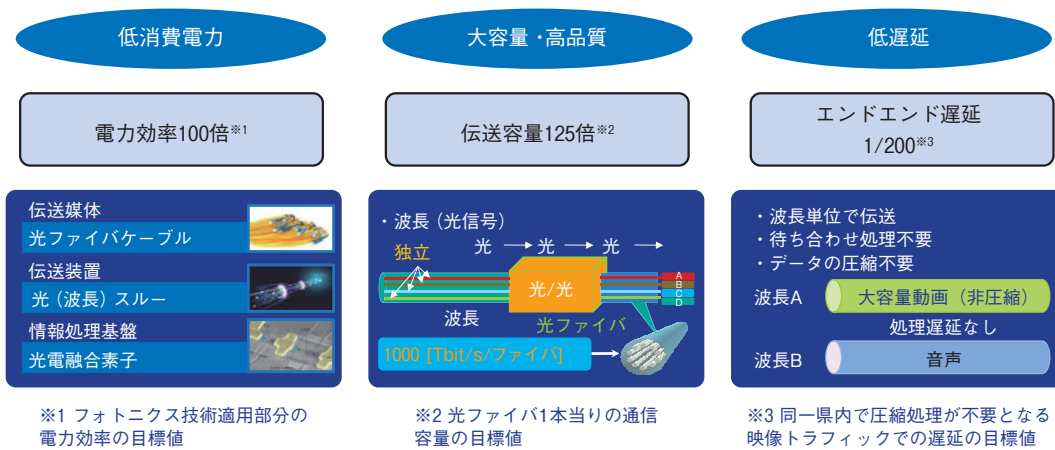 低消費電力
電力効率100倍※1
伝送媒体
光ファイバケーブル
伝送装置
光（波長）スルー
情報処理基盤
光電融合素子
※1 フォトニクス技術適用部分の
電力効率の目標値
大容量・高品質
伝送容量125倍※2
・波長（光信号）
独立
光 → 光 → 光 →
光/光
A
B
C
D
波長
光ファイバ
1000 [Tbit/s/ファイバ]
※2 光ファイバ1本当りの通信
容量の目標値
低遅延
エンドエンド遅延
1/200※3
・波長単位で伝送
・待ち合わせ処理不要
・データの圧縮不要
波長A 大容量動画（非圧縮）
処理遅延なし
波長B 音声
※3 同一県内で圧縮処理が不要となる
映像トラフィックでの遅延の目標値